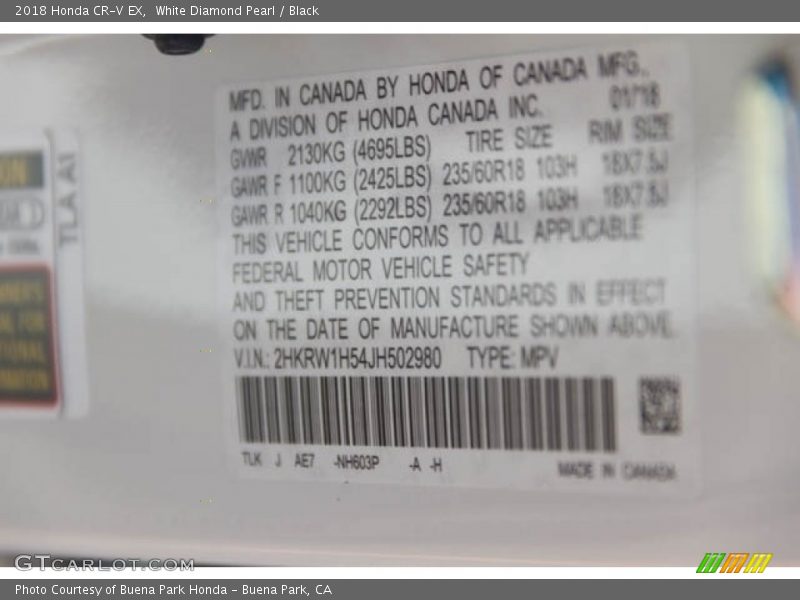 2018 Honda CR-V EX, White Diamond Pearl / Black
MFD. IN CANADA BY HONDA OF CANADA MFG.,
A DIVISION OF HONDA CANADA INC. 01/18
GVWR 2130KG (4695LBS) TIRE SIZE RIM SIZE
GAWR F 1100KG (2425LBS) 235/60R18 103H 18X7.5J
GAWR R 1040KG (2292LBS) 235/60R18 103H 18X7.5J
THIS VEHICLE CONFORMS TO ALL APPLICABLE
FEDERAL MOTOR VEHICLE SAFETY
AND THEFT PREVENTION STANDARDS IN EFFECT
ON THE DATE OF MANUFACTURE SHOWN ABOVE.
V.I.N.: 2HKRW1H54JH502980 TYPE: MPV
TLK J AE7 -NH603P -A -H
MADE IN CANADA
TLA A1
GTCARLOT.COM
Photo Courtesy of Buena Park Honda - Buena Park, CA